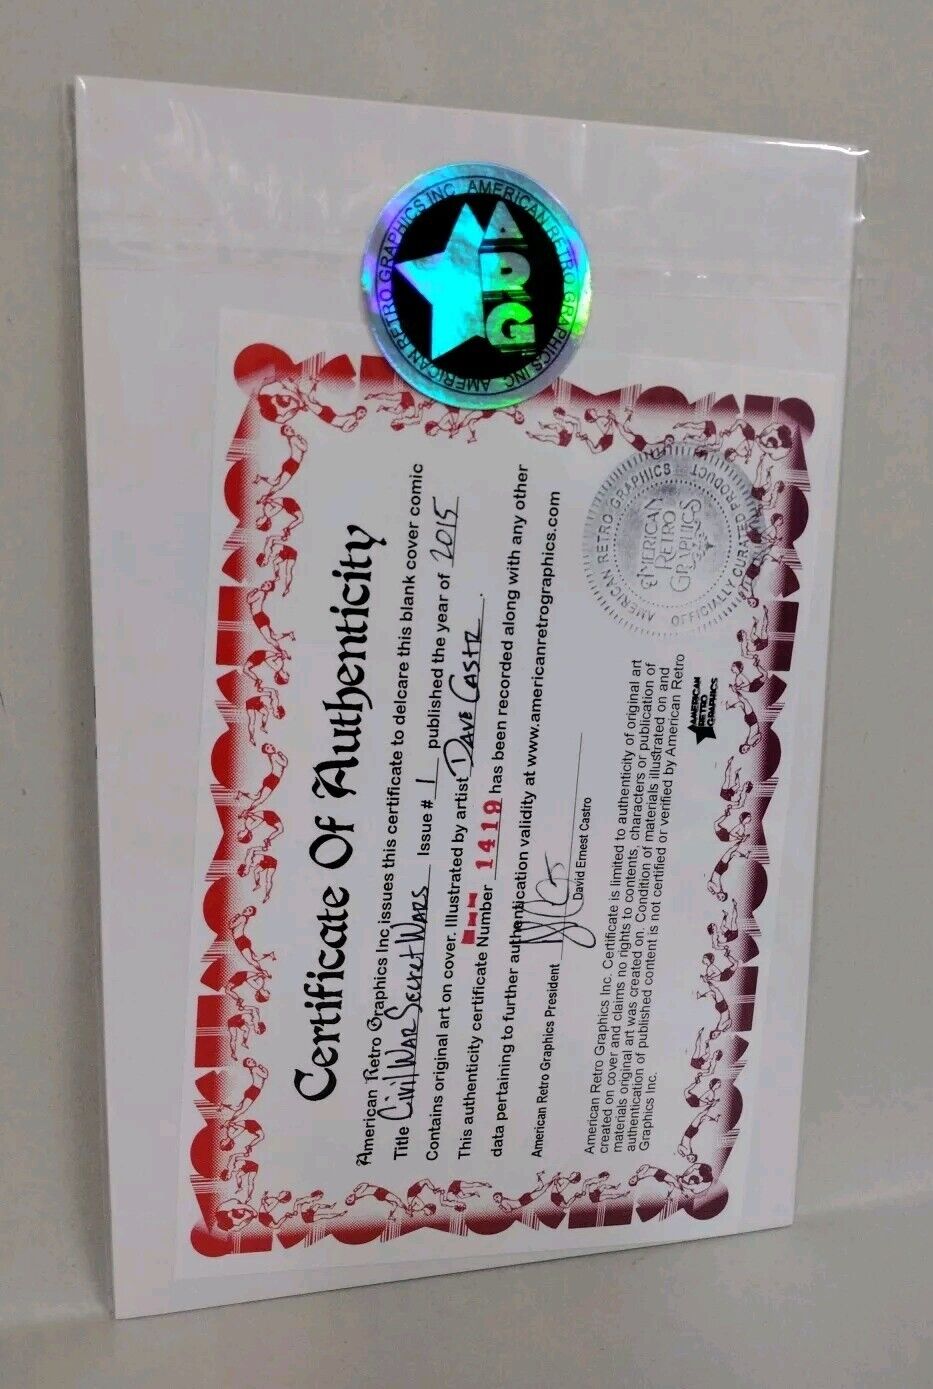 AMERICAN RETRO GRAPHICS INC
AMERICAN RETRO GRAPHICS INC
ARG
Certificate Of Authenticity
American Retro Graphics Inc, issues this certificate to delcare this blank cover comic
Title Civil War Secret Wars Issue # 1 published the year of 2015
Contains original art on cover. Illustrated by artist Dave Castr.
This authenticity certificate Number 14419 has been recorded along with any other
data pertaining to further authentication validity at www.americanretrographics.com
American Retro Graphics President
David Ernest Castro
American Retro Graphics Inc. Certificate is limited to authenticity of original art
created on cover and claims no rights to contents, characters or publication of
materials original art was created on. Condition of materials illustrated on and
authentication of published content is not certified or verified by American Retro
Graphics Inc.
AMERICAN
RETRO
GRAPHICS
AMERICAN RETRO GRAPHICS
OFFICIALLY CURATED PRODUCT
AMERICAN
RETRO
GRAPHICS